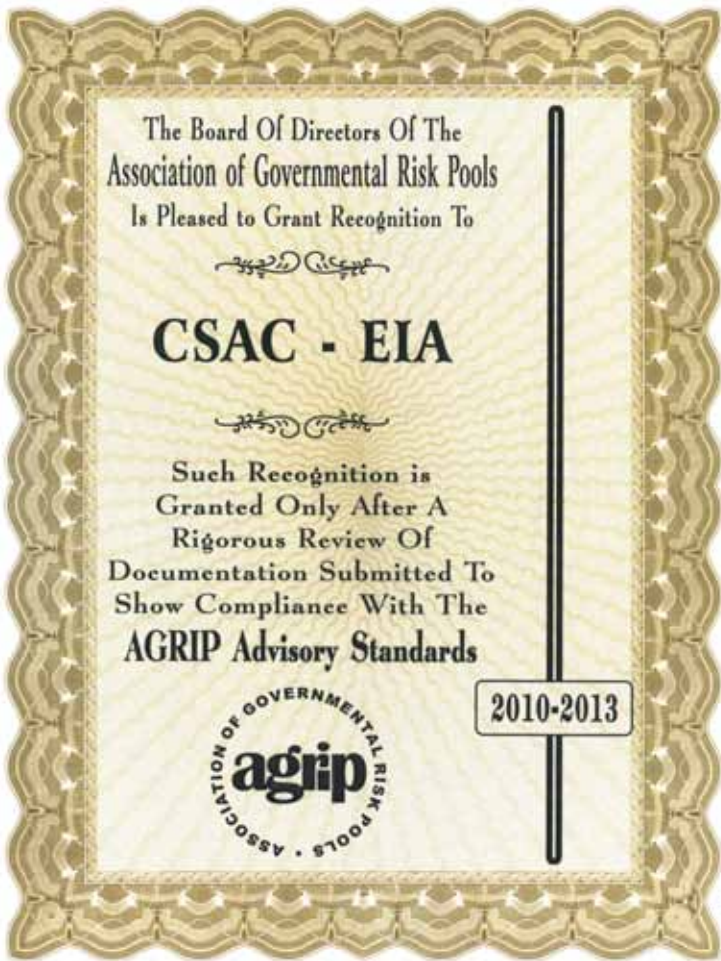 The Board Of Directors Of The
Association of Governmental Risk Pools
Is Pleased to Grant Recognition To
CSAC - EIA
Such Recognition is
Granted Only After A
Rigorous Review Of
Documentation Submitted To
Show Compliance With The
AGRIP Advisory Standards
2010-2013
ASSOCIATION OF GOVERNMENTAL RISK POOLS •
agrip